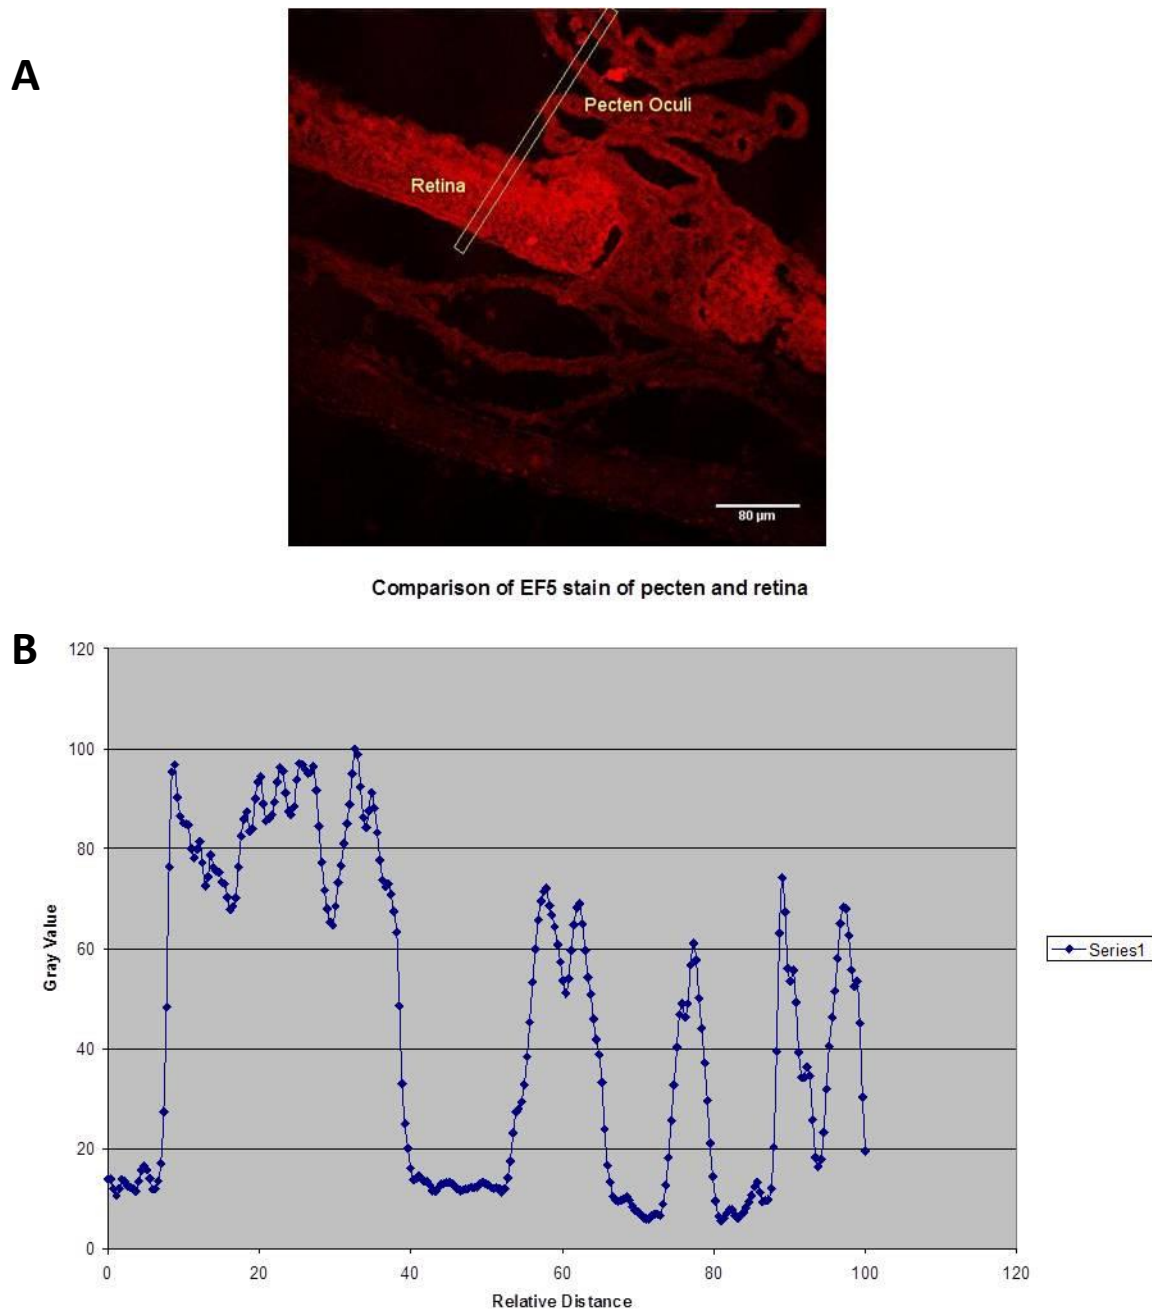 A
Pecten Oculi
Retina
80 µm
Comparison of EF5 stain of pecten and retina
B
120
100
80
60
40
20
0
Gray Value
0 20 40 60 80 100 120
Relative Distance
Series1